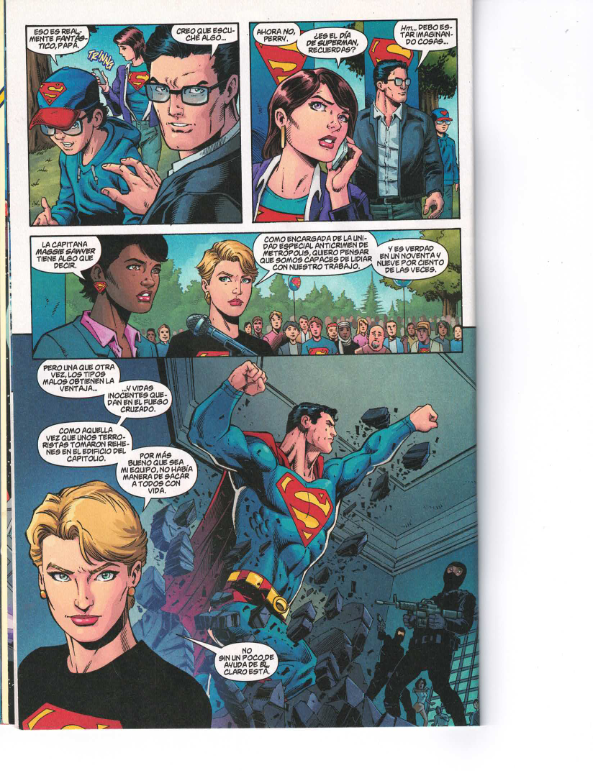 ESO ES REAL-
MENTE FANTÁS-
TICO, PAPÁ.
TRINNG
CREO QUE ESCU-
CHÉ ALGO...
AHORA NO,
PERRY.
¿ES EL DÍA
DE SUPERMAN,
RECUERDAS?
HM... DEBO ES-
TAR IMAGINAN-
DO COSAS...
LA CAPITANA
MAGGIE SAWYER
TIENE ALGO QUE
DECIR.
COMO ENCARGADA DE LA UNI-
DAD ESPECIAL ANTICRIMEN DE
METRÓPOLIS, QUIERO PENSAR
QUE SOMOS CAPACES DE LIDIAR
CON NUESTRO TRABAJO.
Y ES VERDAD
EN UN NOVENTA Y
NUEVE POR CIENTO
DE LAS VECES.
PERO UNA QUE OTRA
VEZ, LOS TIPOS
MALOS OBTIENEN LA
VENTAJA...
...Y VIDAS
INOCENTES QUE-
DAN EN EL FUEGO
CRUZADO.
COMO AQUELLA
VEZ QUE UNOS TERRO-
RISTAS TOMARON REHE-
NES EN EL EDIFICIO DEL
CAPITOLIO.
POR MÁS
BUENO QUE SEA
MI EQUIPO, NO HABÍA
MANERA DE SACAR
A TODOS CON
VIDA.
NO
SIN UN POCO DE
AYUDA DE ÉL,
CLARO ESTÁ.